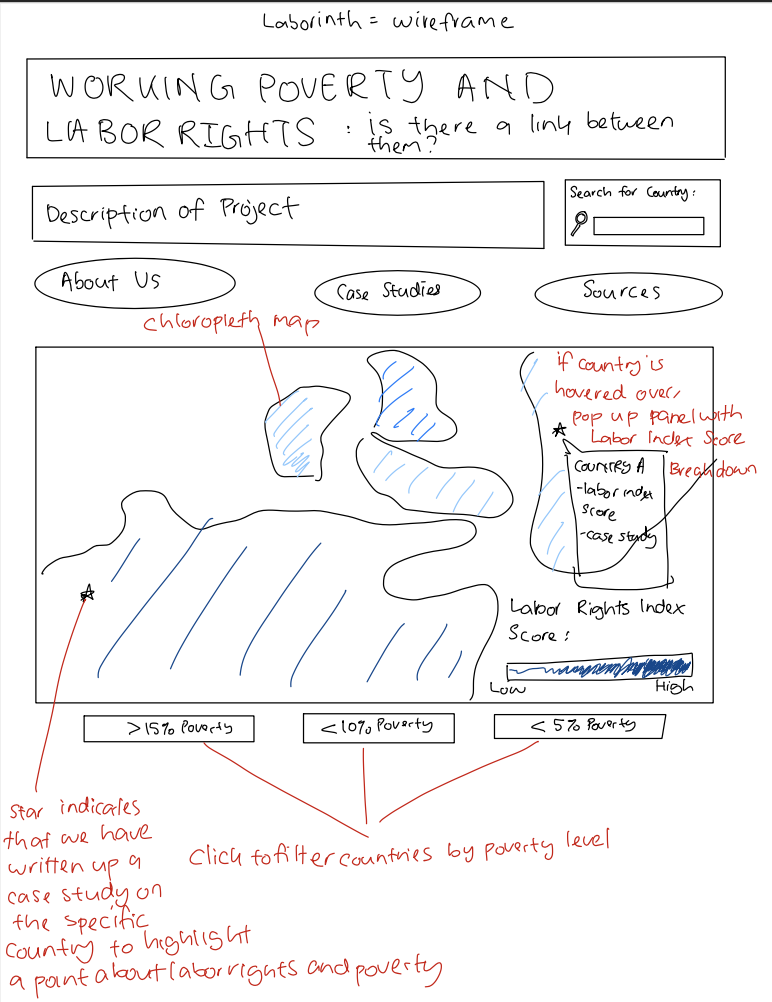 Laborinth = wireframe
WORKING POVERTY AND
LABOR RIGHTS : is there a link between
them?
Description of Project
Search for Country:
About Us
Case Studies
Sources
chloropleth map
if country is
hovered over,
pop up panel with
Labor Index Score
Breakdown
Country A
-labor index
score
-case study
Labor Rights Index
Score:
Low
High
>15% Poverty
<10% Poverty
<5% Poverty
Star indicates
that we have
written up a
case study on
the specific
Country to highlight
a point about labor rights and poverty
Click to filter countries by poverty level